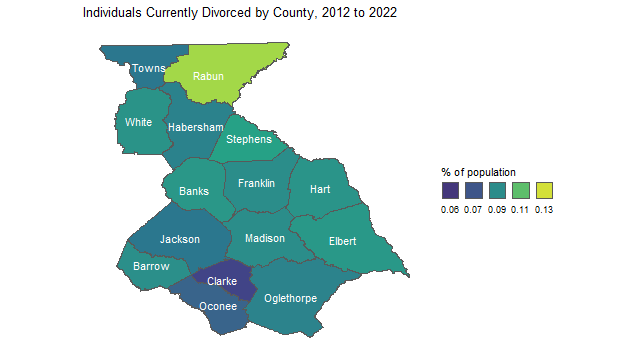 Individuals Currently Divorced by County, 2012 to 2022
Towns
Rabun
White
Habersham
Stephens
Banks
Franklin
Hart
Jackson
Madison
Elbert
Barrow
Clarke
Oconee
Oglethorpe
% of population
0.06 0.07 0.09 0.11 0.13